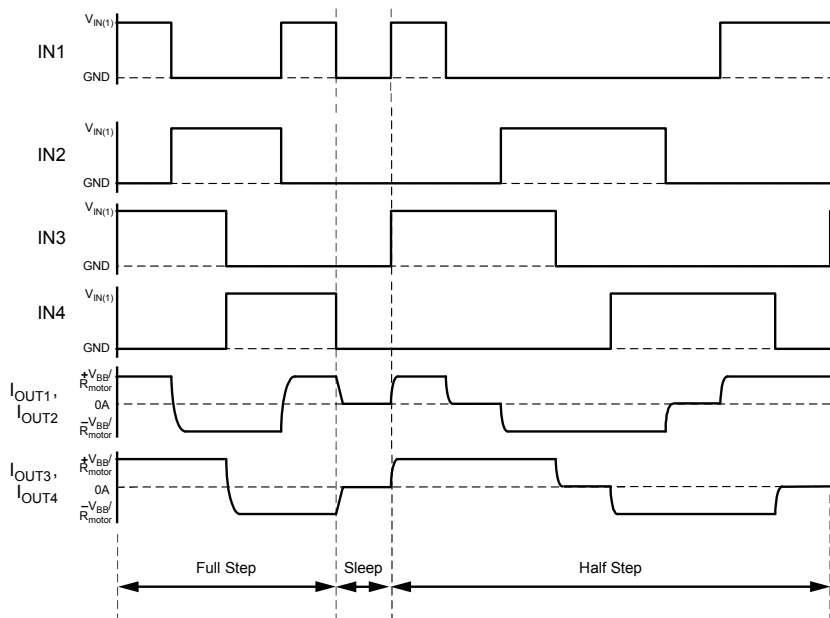 V_IN(1)
IN1
GND
V_IN(1)
IN2
GND
V_IN(1)
IN3
GND
V_IN(1)
IN4
GND
I_OUT1,
I_OUT2
+V_BB/
R_motor
0A
−V_BB/
R_motor
I_OUT3,
I_OUT4
+V_BB/
R_motor
0A
−V_BB/
R_motor
Full Step
Sleep
Half Step